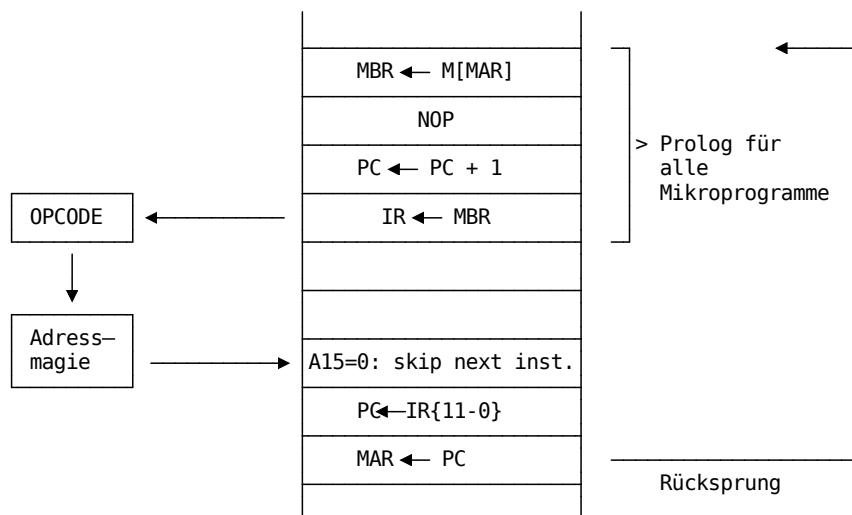 MBR ← M[MAR]
NOP
PC ← PC + 1
> Prolog für
alle
Mikroprogramme
OPCODE
IR ← MBR
Adress–
magie
A15=0: skip next inst.
PC←IR{11-0}
MAR ← PC
Rücksprung